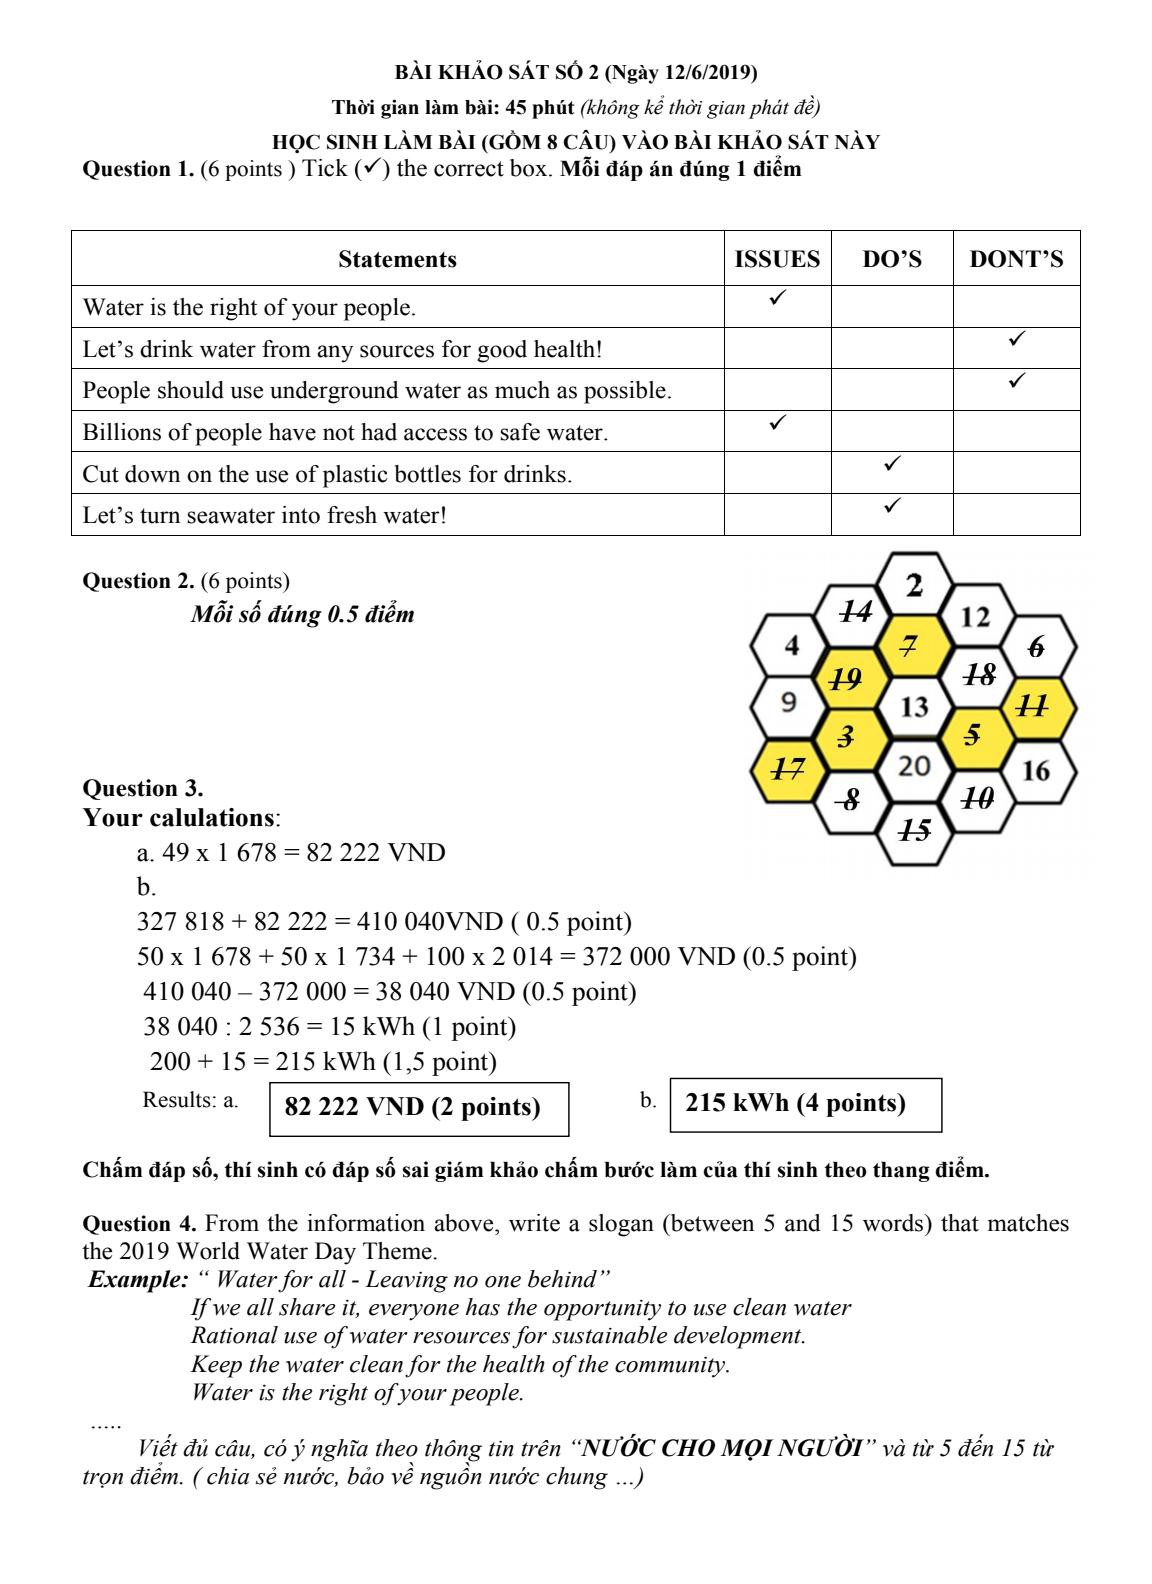 BÀI KHẢO SÁT SỐ 2 (Ngày 12/6/2019)
Thời gian làm bài: 45 phút (không kể thời gian phát đề)
HỌC SINH LÀM BÀI (GỒM 8 CÂU) VÀO BÀI KHẢO SÁT NÀY
Question 1. (6 points ) Tick (✓) the correct box. Mỗi đáp án đúng 1 điểm
Statements ISSUES DO’S DONT’S
Water is the right of your people. ✓
Let’s drink water from any sources for good health! ✓
People should use underground water as much as possible. ✓
Billions of people have not had access to safe water. ✓
Cut down on the use of plastic bottles for drinks. ✓
Let’s turn seawater into fresh water! ✓
Question 2. (6 points)
Mỗi số đúng 0.5 điểm
2
14 12
4 7 6
19 18
9 13 11
3 5
17 20 16
8 10
15
Question 3.
Your calulations:
a. 49 x 1 678 = 82 222 VND
b.
327 818 + 82 222 = 410 040VND ( 0.5 point)
50 x 1 678 + 50 x 1 734 + 100 x 2 014 = 372 000 VND (0.5 point)
410 040 – 372 000 = 38 040 VND (0.5 point)
38 040 : 2 536 = 15 kWh (1 point)
200 + 15 = 215 kWh (1,5 point)
Results: a. 82 222 VND (2 points) b. 215 kWh (4 points)
Chấm đáp số, thí sinh có đáp số sai giám khảo chấm bước làm của thí sinh theo thang điểm.
Question 4. From the information above, write a slogan (between 5 and 15 words) that matches
the 2019 World Water Day Theme.
Example: “ Water for all - Leaving no one behind”
If we all share it, everyone has the opportunity to use clean water
Rational use of water resources for sustainable development.
Keep the water clean for the health of the community.
Water is the right of your people.
.....
Viết đủ câu, có ý nghĩa theo thông tin trên “NƯỚC CHO MỌI NGƯỜI” và từ 5 đến 15 từ
trọn điểm. ( chia sẻ nước, bảo về nguồn nước chung ...)